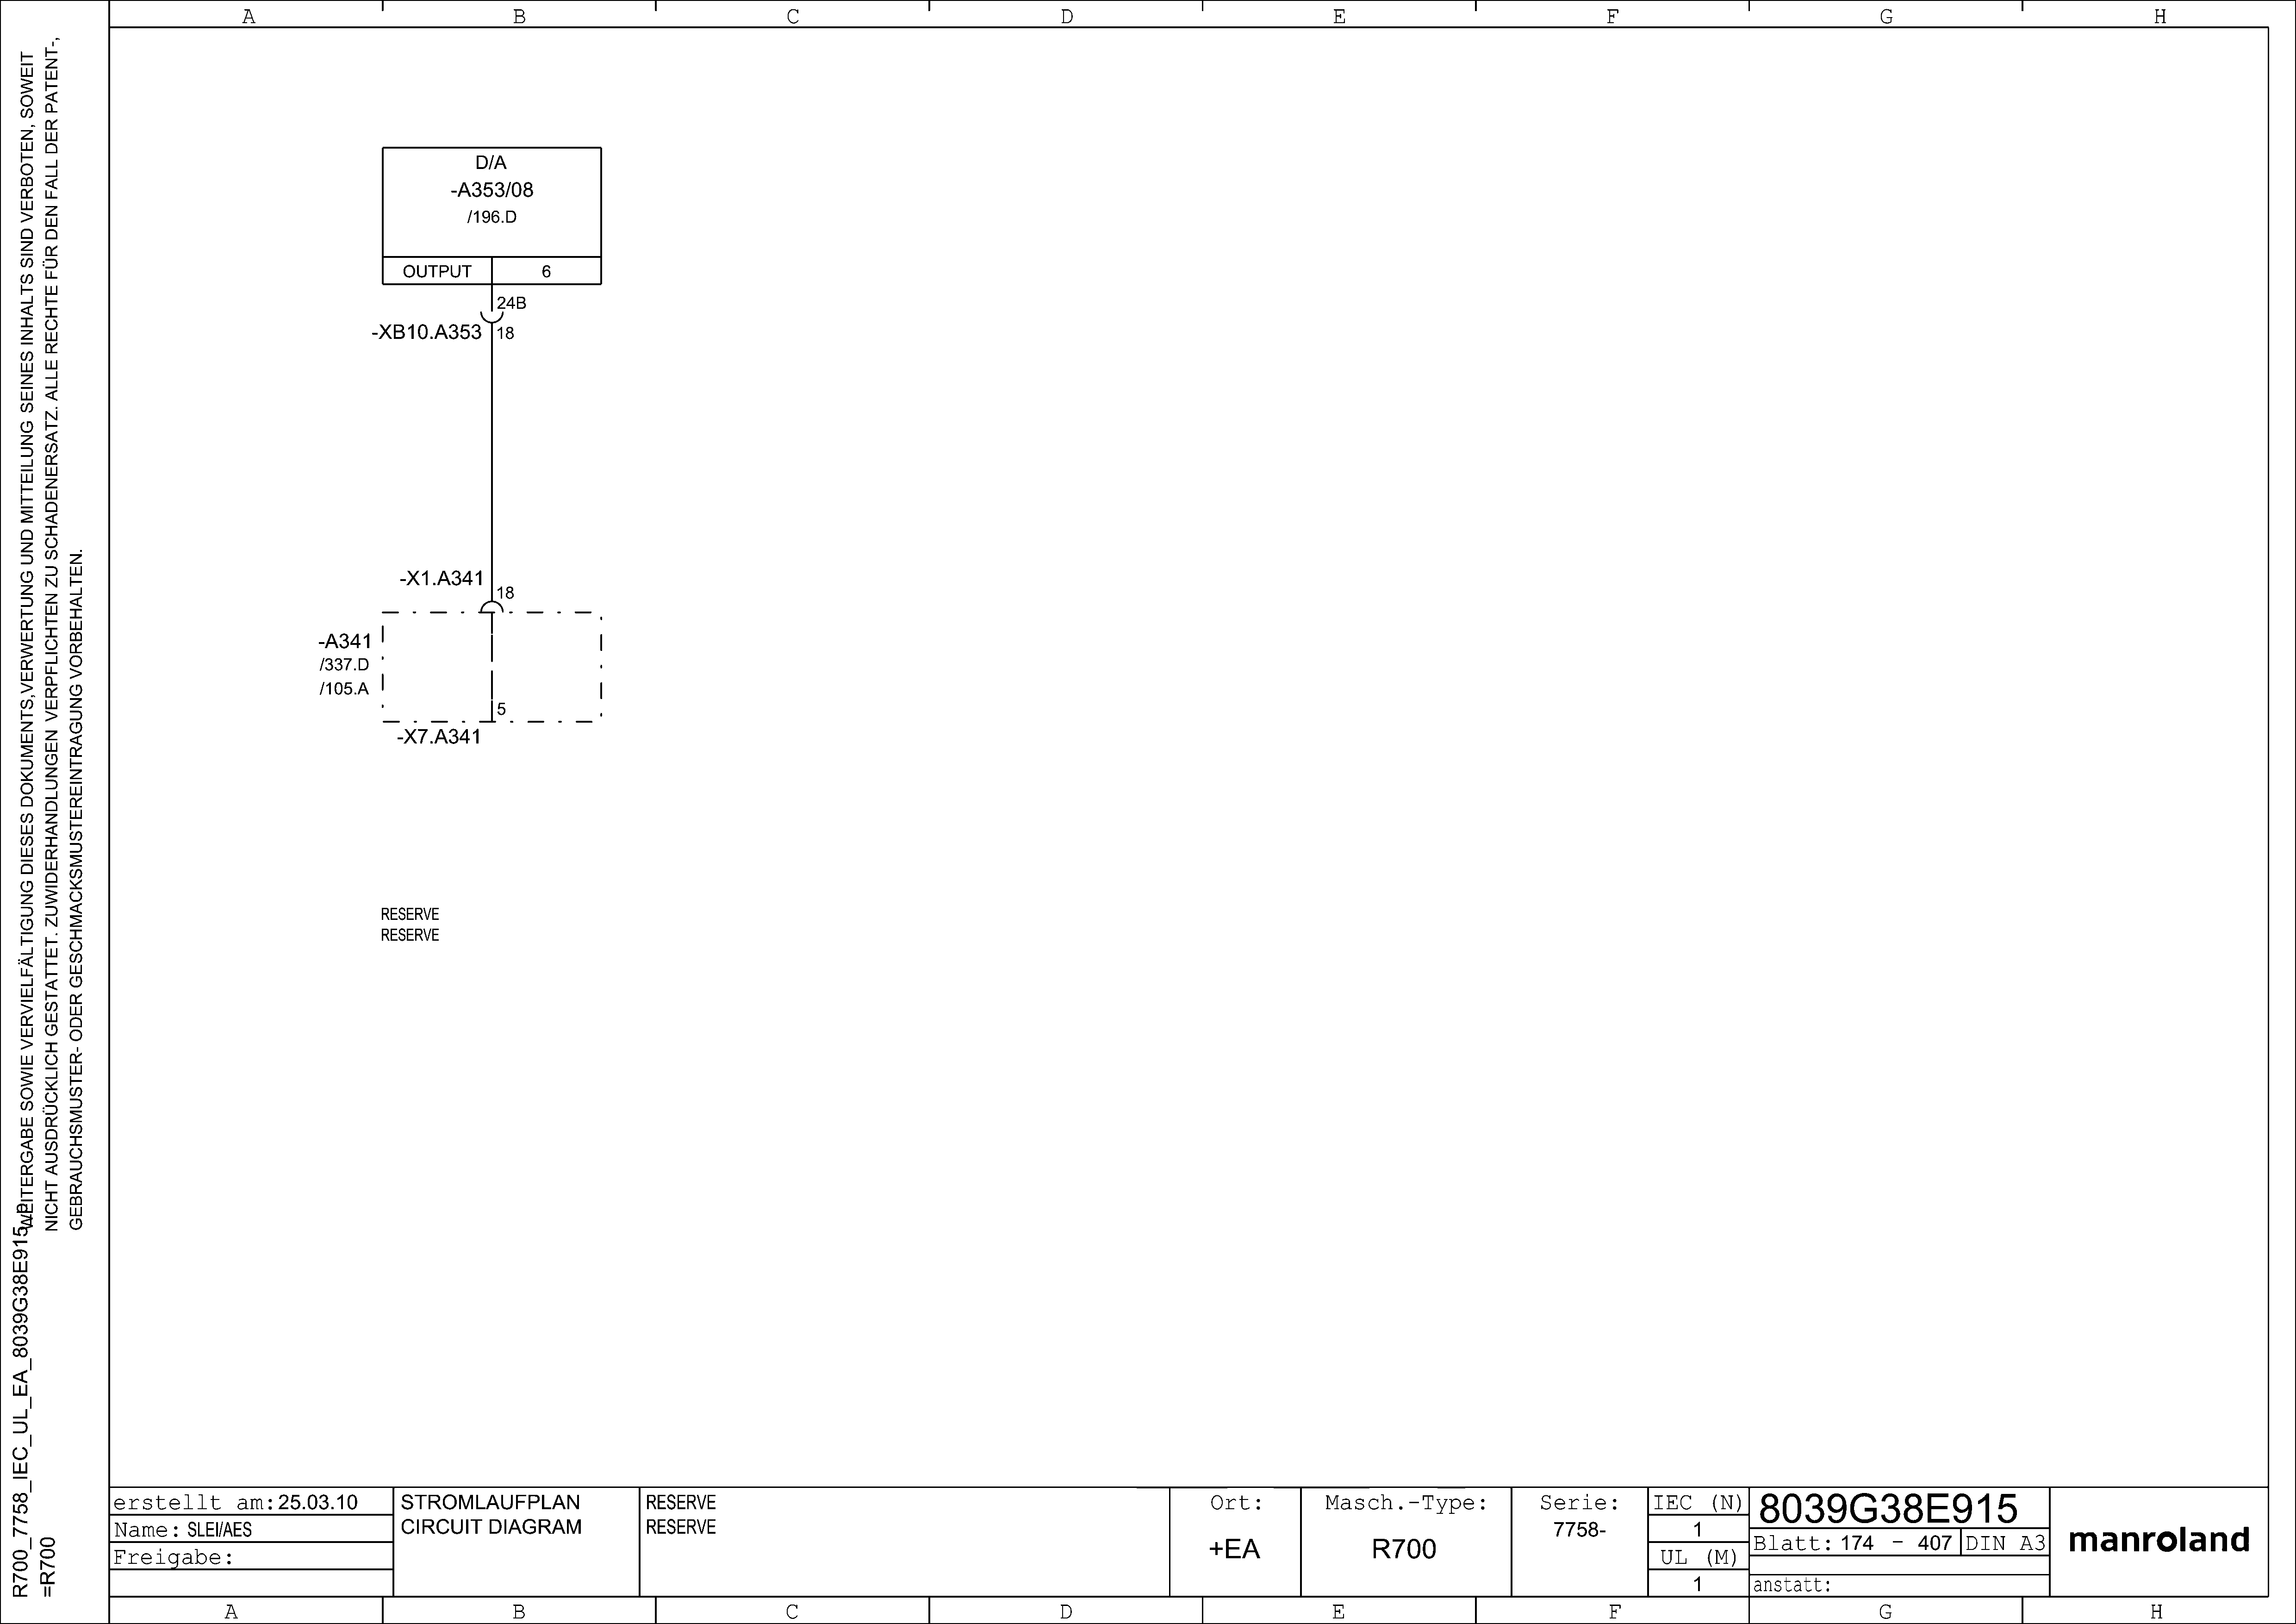 A B C D E F G H
D/A
-A353/08
/196.D
OUTPUT 6
24B
-XB10.A353 18
-X1.A341
18
-A341
/337.D
/105.A
5
-X7.A341
RESERVE
RESERVE
WEITERGABE SOWIE VERVIELFÄLTIGUNG DIESES DOKUMENTS,VERWERTUNG UND MITTEILUNG SEINES INHALTS SIND VERBOTEN, SOWEIT
NICHT AUSDRÜCKLICH GESTATTET. ZUWIDERHANDLUNGEN VERPFLICHTEN ZU SCHADENERSATZ. ALLE RECHTE FÜR DEN FALL DER PATENT-,
GEBRAUCHSMUSTER- ODER GESCHMACKSMUSTEREINTRAGUNG VORBEHALTEN.
R700_7758_IEC_UL_EA_8039G38E915
=R700
erstellt am: 25.03.10
Name: SLEI/AES
Freigabe:
STROMLAUFPLAN
CIRCUIT DIAGRAM
RESERVE
RESERVE
Ort:
+EA
Masch.-Type:
R700
Serie:
7758-
IEC (N)
1
UL (M)
1
8039G38E915
Blatt: 174 - 407 DIN A3
anstatt:
manroland
A B C D E F G H